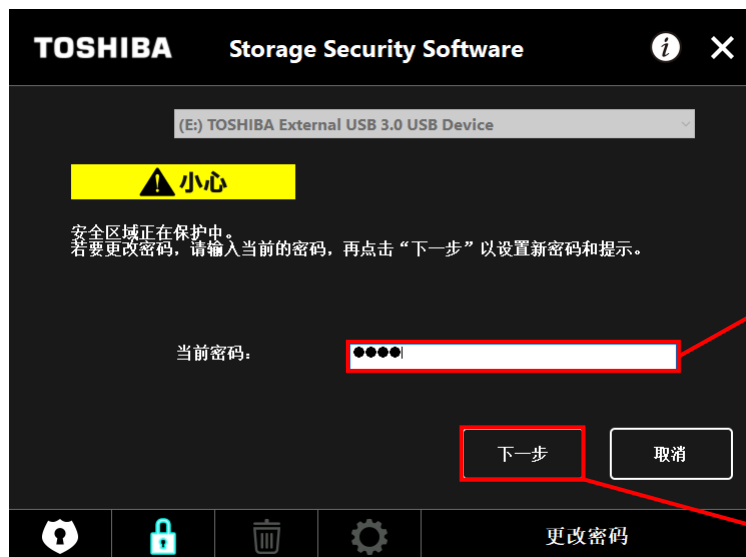 TOSHIBA Storage Security Software
(E:) TOSHIBA External USB 3.0 USB Device
小心
安全区域正在保护中。
若要更改密码，请输入当前的密码，再点击“下一步”以设置新密码和提示。
当前密码：
下一步 取消
更改密码